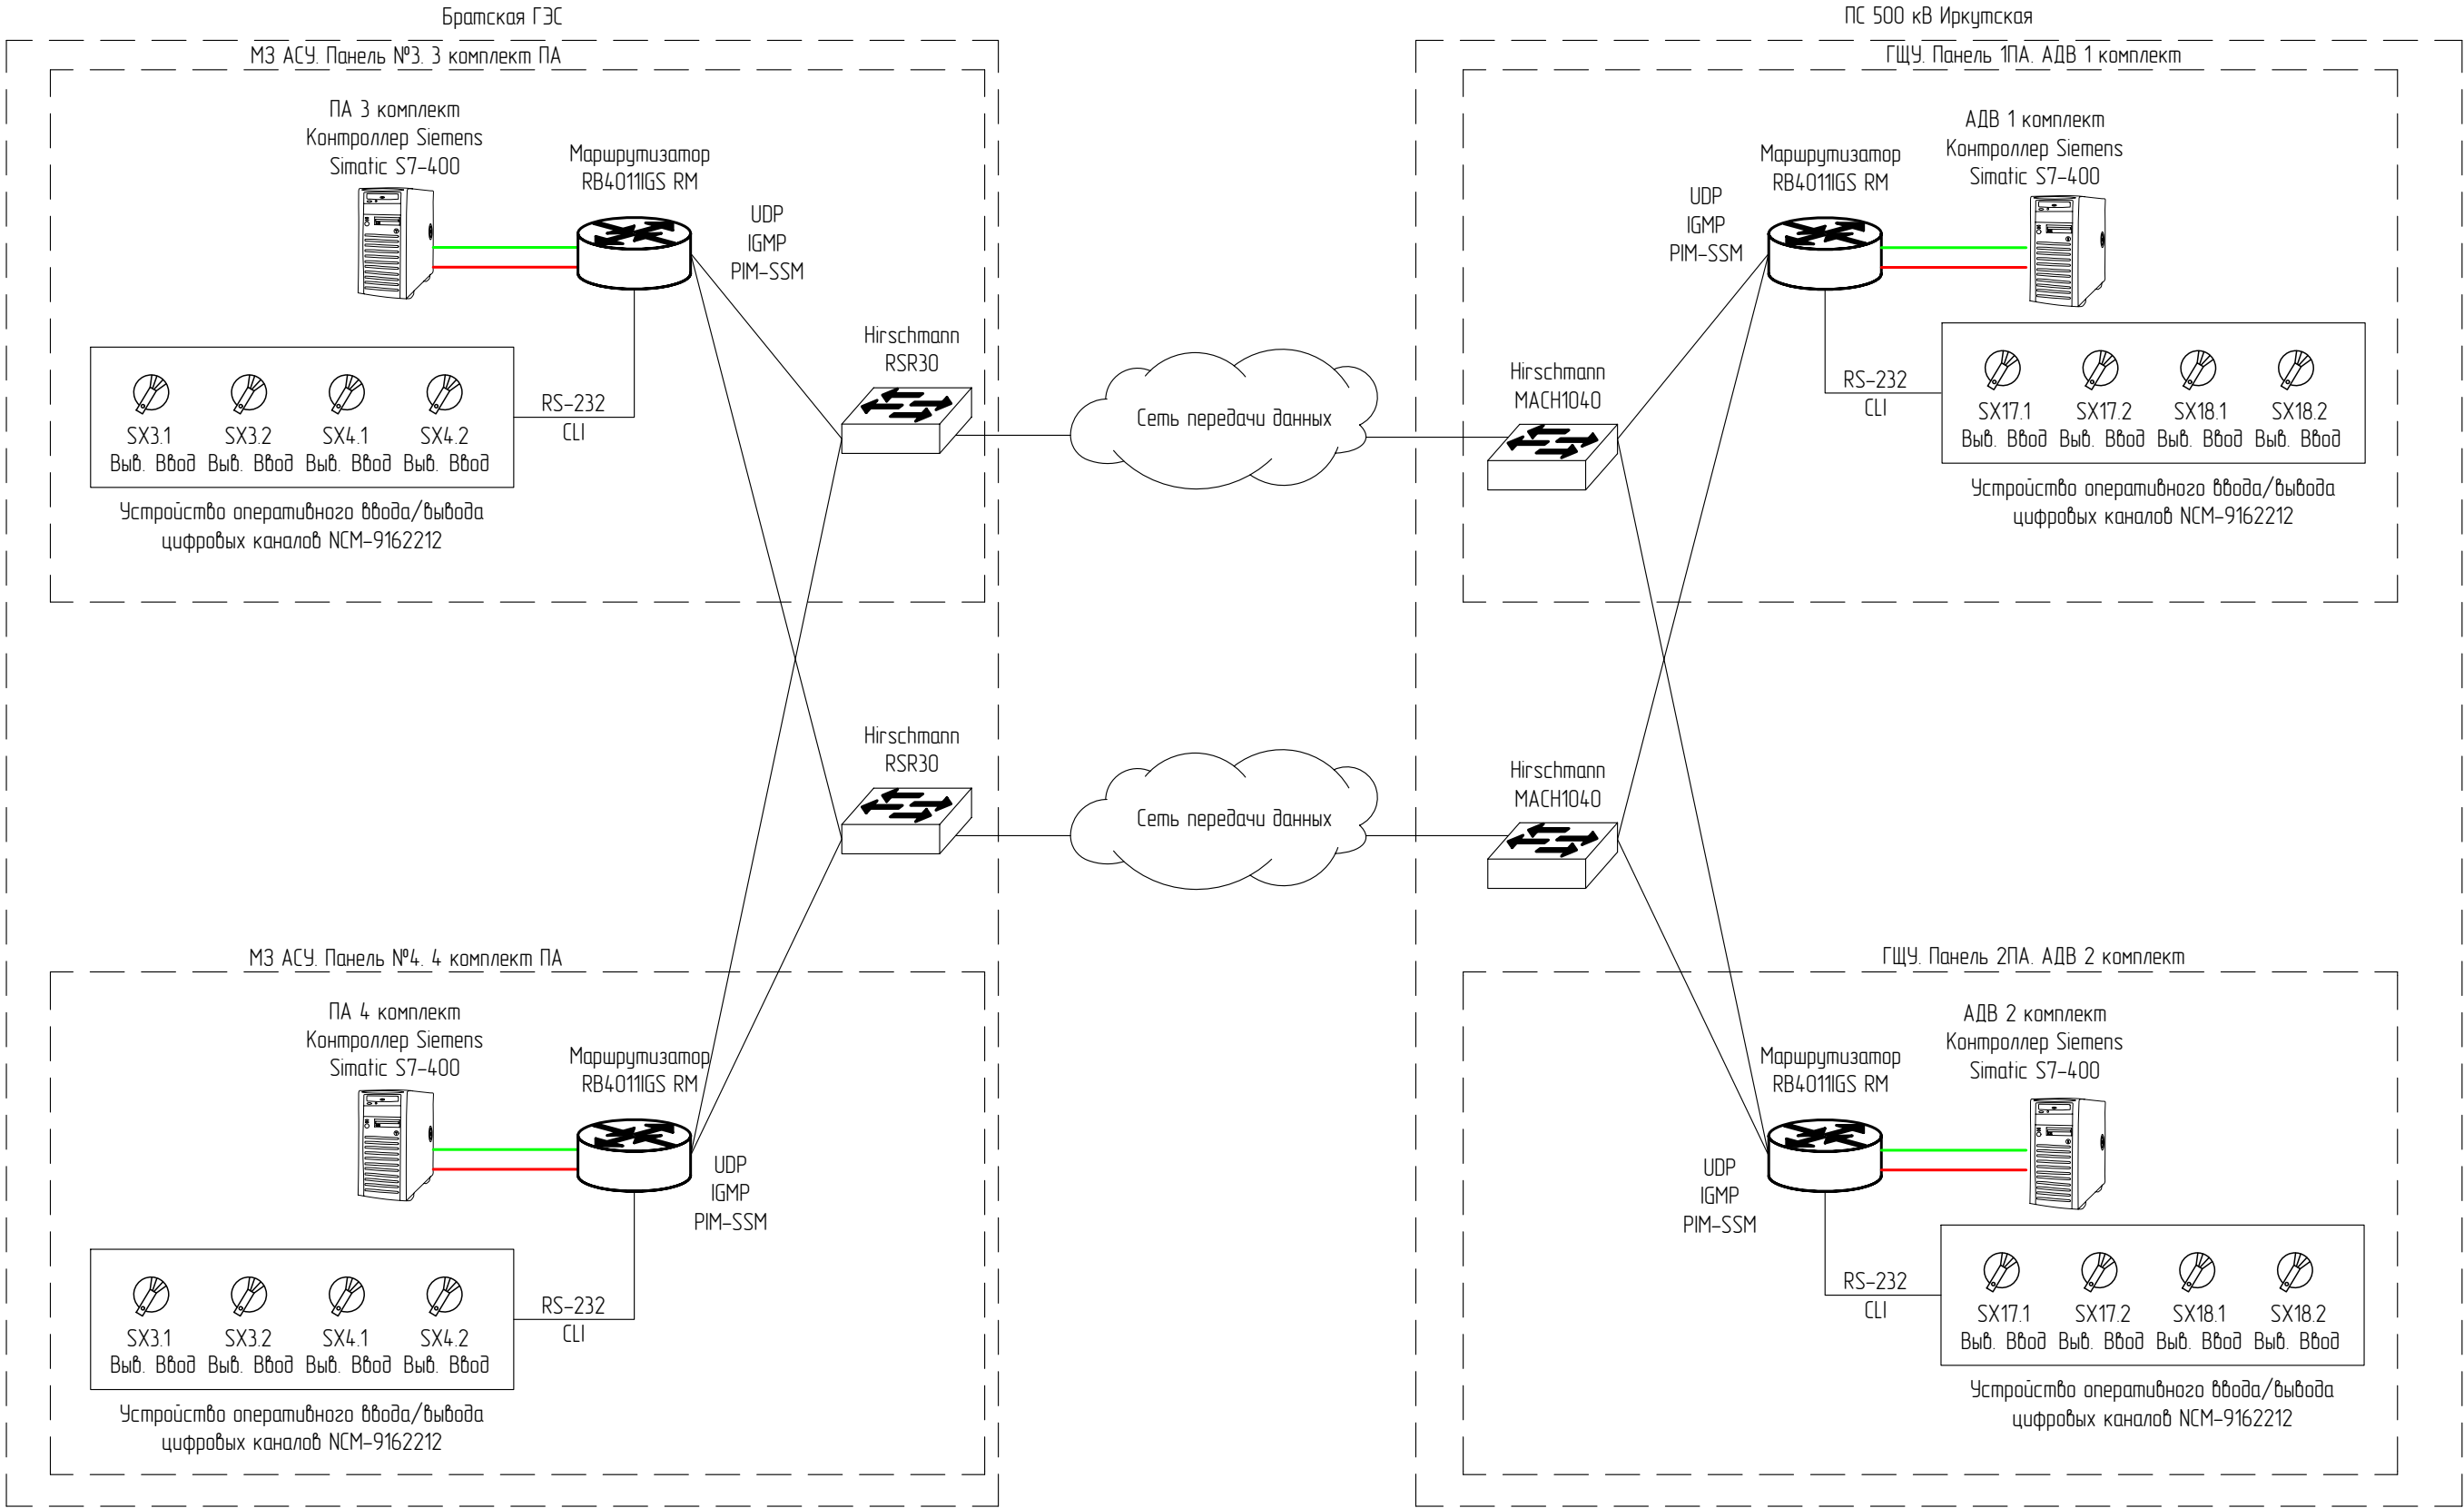 Братская ГЭС
МЗ АСУ. Панель №3. 3 комплект ПА
ПА 3 комплект
Контроллер Siemens
Simatic S7-400
Маршрутизатор
RB4011IGS RM
UDP
IGMP
PIM-SSM
Hirschmann
RSR30
SX3.1 SX3.2 SX4.1 SX4.2
Выв. Ввод Выв. Ввод Выв. Ввод Выв. Ввод
RS-232
CLI
Устройство оперативного ввода/вывода
цифровых каналов NCM-9162212
Сеть передачи данных
ПС 500 кВ Иркутская
ГЩУ. Панель 1ПА. АДВ 1 комплект
АДВ 1 комплект
Контроллер Siemens
Simatic S7-400
Маршрутизатор
RB4011IGS RM
UDP
IGMP
PIM-SSM
Hirschmann
MACH1040
RS-232
CLI
SX17.1 SX17.2 SX18.1 SX18.2
Выв. Ввод Выв. Ввод Выв. Ввод Выв. Ввод
Устройство оперативного ввода/вывода
цифровых каналов NCM-9162212
Hirschmann
RSR30
Сеть передачи данных
Hirschmann
MACH1040
МЗ АСУ. Панель №4. 4 комплект ПА
ПА 4 комплект
Контроллер Siemens
Simatic S7-400
Маршрутизатор
RB4011IGS RM
UDP
IGMP
PIM-SSM
SX3.1 SX3.2 SX4.1 SX4.2
Выв. Ввод Выв. Ввод Выв. Ввод Выв. Ввод
RS-232
CLI
Устройство оперативного ввода/вывода
цифровых каналов NCM-9162212
ГЩУ. Панель 2ПА. АДВ 2 комплект
АДВ 2 комплект
Контроллер Siemens
Simatic S7-400
Маршрутизатор
RB4011IGS RM
UDP
IGMP
PIM-SSM
RS-232
CLI
SX17.1 SX17.2 SX18.1 SX18.2
Выв. Ввод Выв. Ввод Выв. Ввод Выв. Ввод
Устройство оперативного ввода/вывода
цифровых каналов NCM-9162212